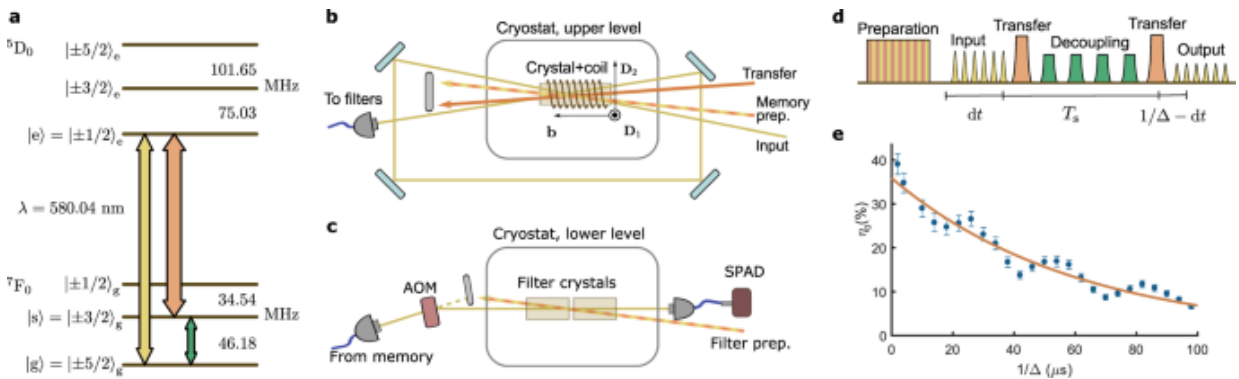 a
⁵D₀
|±5/2⟩ₑ
101.65
|±3/2⟩ₑ
MHz
75.03
|e⟩ = |±1/2⟩ₑ
λ = 580.04 nm
⁷F₀
|±1/2⟩g
34.54
|s⟩ = |±3/2⟩g
MHz
46.18
|g⟩ = |±5/2⟩g
b
Cryostat, upper level
Crystal+coil
D₂
Transfer
To filters
Memory
prep.
b
D₁
Input
c
Cryostat, lower level
AOM
Filter crystals
SPAD
From memory
Filter prep.
d
Preparation
Input
Transfer
Decoupling
Transfer
Output
dt
Tₛ
1/Δ − dt
e
40
30
20
10
0
0
20
40
60
80
100
1/Δ (μs)